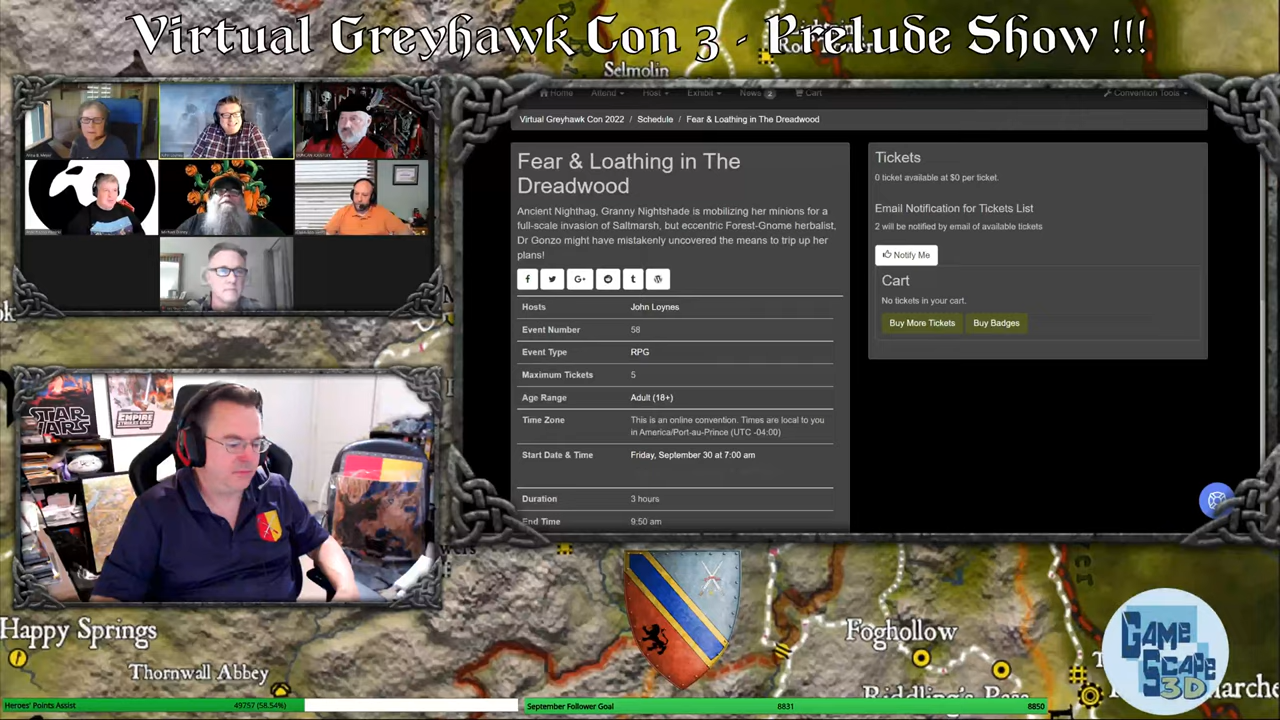 Virtual Greyhawk Con 3 - Prelude Show !!!
Selmolin
Home Attend Host Exhibit News 2 Cart Convention Tools
Virtual Greyhawk Con 2022 / Schedule / Fear & Loathing in The Dreadwood
Fear & Loathing in The
Dreadwood
Ancient Nighthag, Granny Nightshade is mobilizing her minions for a
full-scale invasion of Saltmarsh, but eccentric Forest-Gnome herbalist,
Dr Gonzo might have mistakenly uncovered the means to trip up her
plans!
Hosts John Loynes
Event Number 58
Event Type RPG
Maximum Tickets 5
Age Range Adult (18+)
Time Zone This is an online convention. Times are local to you
in America/Port-au-Prince (UTC -04:00)
Start Date & Time Friday, September 30 at 7:00 am
Duration 3 hours
End Time 9:50 am
Tickets
0 ticket available at $0 per ticket.
Email Notification for Tickets List
2 will be notified by email of available tickets
Notify Me
Cart
No tickets in your cart.
Buy More Tickets Buy Badges
STAR
WARS
EMPIRE
STRIKES BACK
Happy Springs
Thornwall Abbey
Foghollow
Riddling's Pass
GAME
SCAPE
3D
Heroes' Points Assist 49757 (58.54%)
September Follower Goal 8831 8850